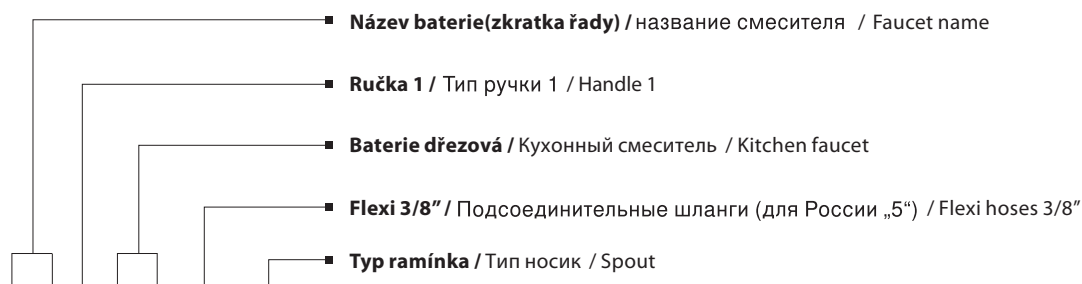 Název baterie(zkratka řady) / название смесителя / Faucet name
Ručka 1 / Тип ручки 1 / Handle 1
Baterie dřezová / Кухонный смеситель / Kitchen faucet
Flexi 3/8” / Подсоединительные шланги (для России „5“) / Flexi hoses 3/8”
Typ ramínka / Тип носик / Spout